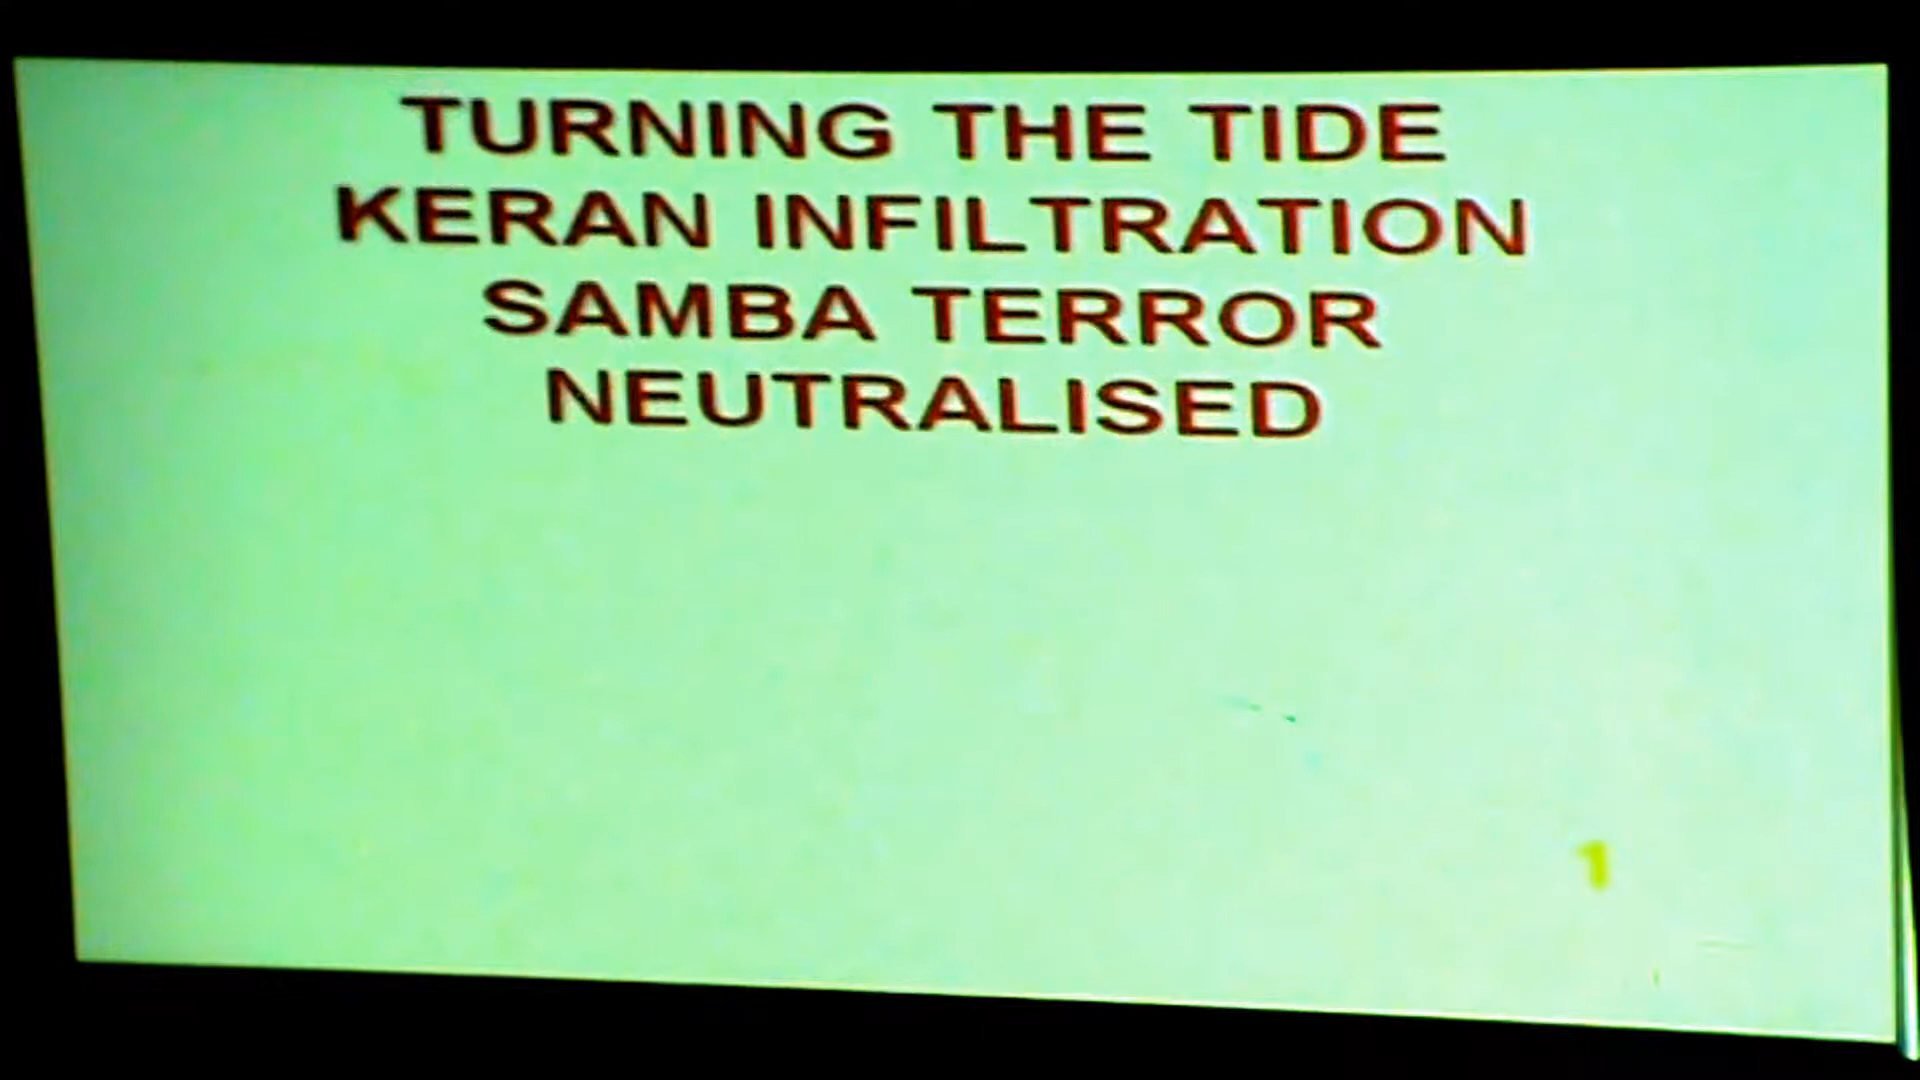 TURNING THE TIDE
KERAN INFILTRATION
SAMBA TERROR
NEUTRALISED
1